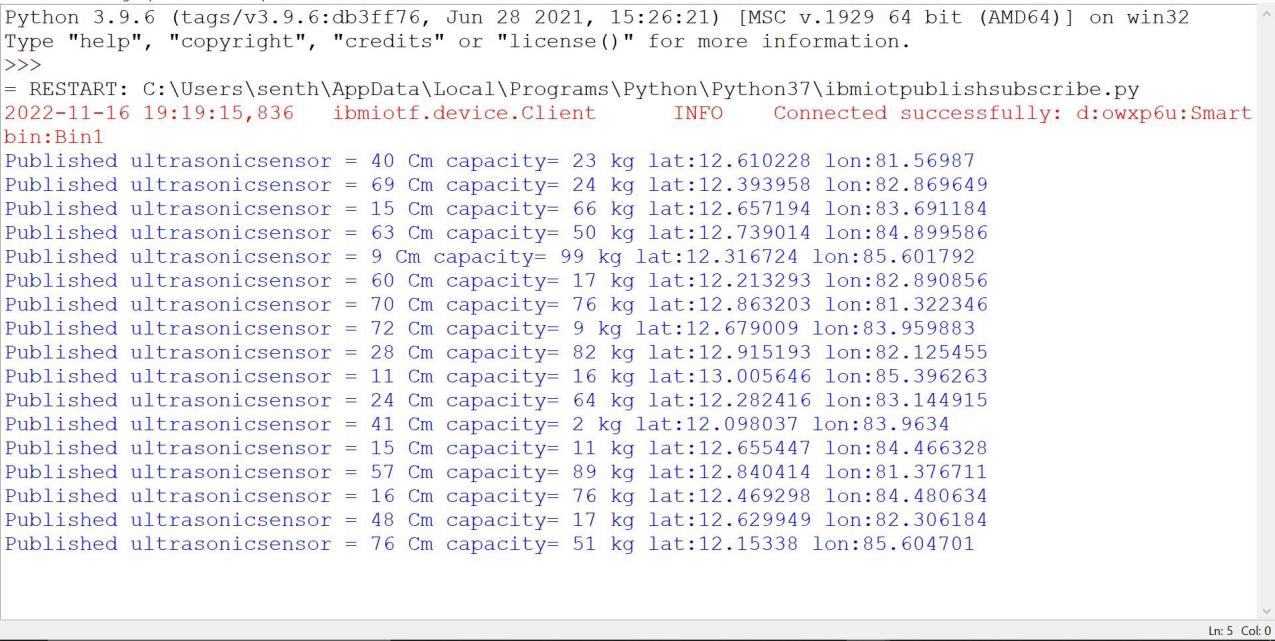 Python 3.9.6 (tags/v3.9.6:db3ff76, Jun 28 2021, 15:26:21) [MSC v.1929 64 bit (AMD64)] on win32
Type "help", "copyright", "credits" or "license()" for more information.
>>>
= RESTART: C:\Users\senth\AppData\Local\Programs\Python\Python37\ibmiotpublishsubscribe.py
2022-11-16 19:19:15,836   ibmiotf.device.Client      INFO    Connected successfully: d:owxp6u:Smart
bin:Bin1
Published ultrasonicsensor = 40 Cm capacity= 23 kg lat:12.610228 lon:81.56987
Published ultrasonicsensor = 69 Cm capacity= 24 kg lat:12.393958 lon:82.869649
Published ultrasonicsensor = 15 Cm capacity= 66 kg lat:12.657194 lon:83.691184
Published ultrasonicsensor = 63 Cm capacity= 50 kg lat:12.739014 lon:84.899586
Published ultrasonicsensor = 9 Cm capacity= 99 kg lat:12.316724 lon:85.601792
Published ultrasonicsensor = 60 Cm capacity= 17 kg lat:12.213293 lon:82.890856
Published ultrasonicsensor = 70 Cm capacity= 76 kg lat:12.863203 lon:81.322346
Published ultrasonicsensor = 72 Cm capacity= 9 kg lat:12.679009 lon:83.959883
Published ultrasonicsensor = 28 Cm capacity= 82 kg lat:12.915193 lon:82.125455
Published ultrasonicsensor = 11 Cm capacity= 16 kg lat:13.005646 lon:85.396263
Published ultrasonicsensor = 24 Cm capacity= 64 kg lat:12.282416 lon:83.144915
Published ultrasonicsensor = 41 Cm capacity= 2 kg lat:12.098037 lon:83.9634
Published ultrasonicsensor = 15 Cm capacity= 11 kg lat:12.655447 lon:84.466328
Published ultrasonicsensor = 57 Cm capacity= 89 kg lat:12.840414 lon:81.376711
Published ultrasonicsensor = 16 Cm capacity= 76 kg lat:12.469298 lon:84.480634
Published ultrasonicsensor = 48 Cm capacity= 17 kg lat:12.629949 lon:82.306184
Published ultrasonicsensor = 76 Cm capacity= 51 kg lat:12.15338 lon:85.604701
Ln: 5 Col: 0